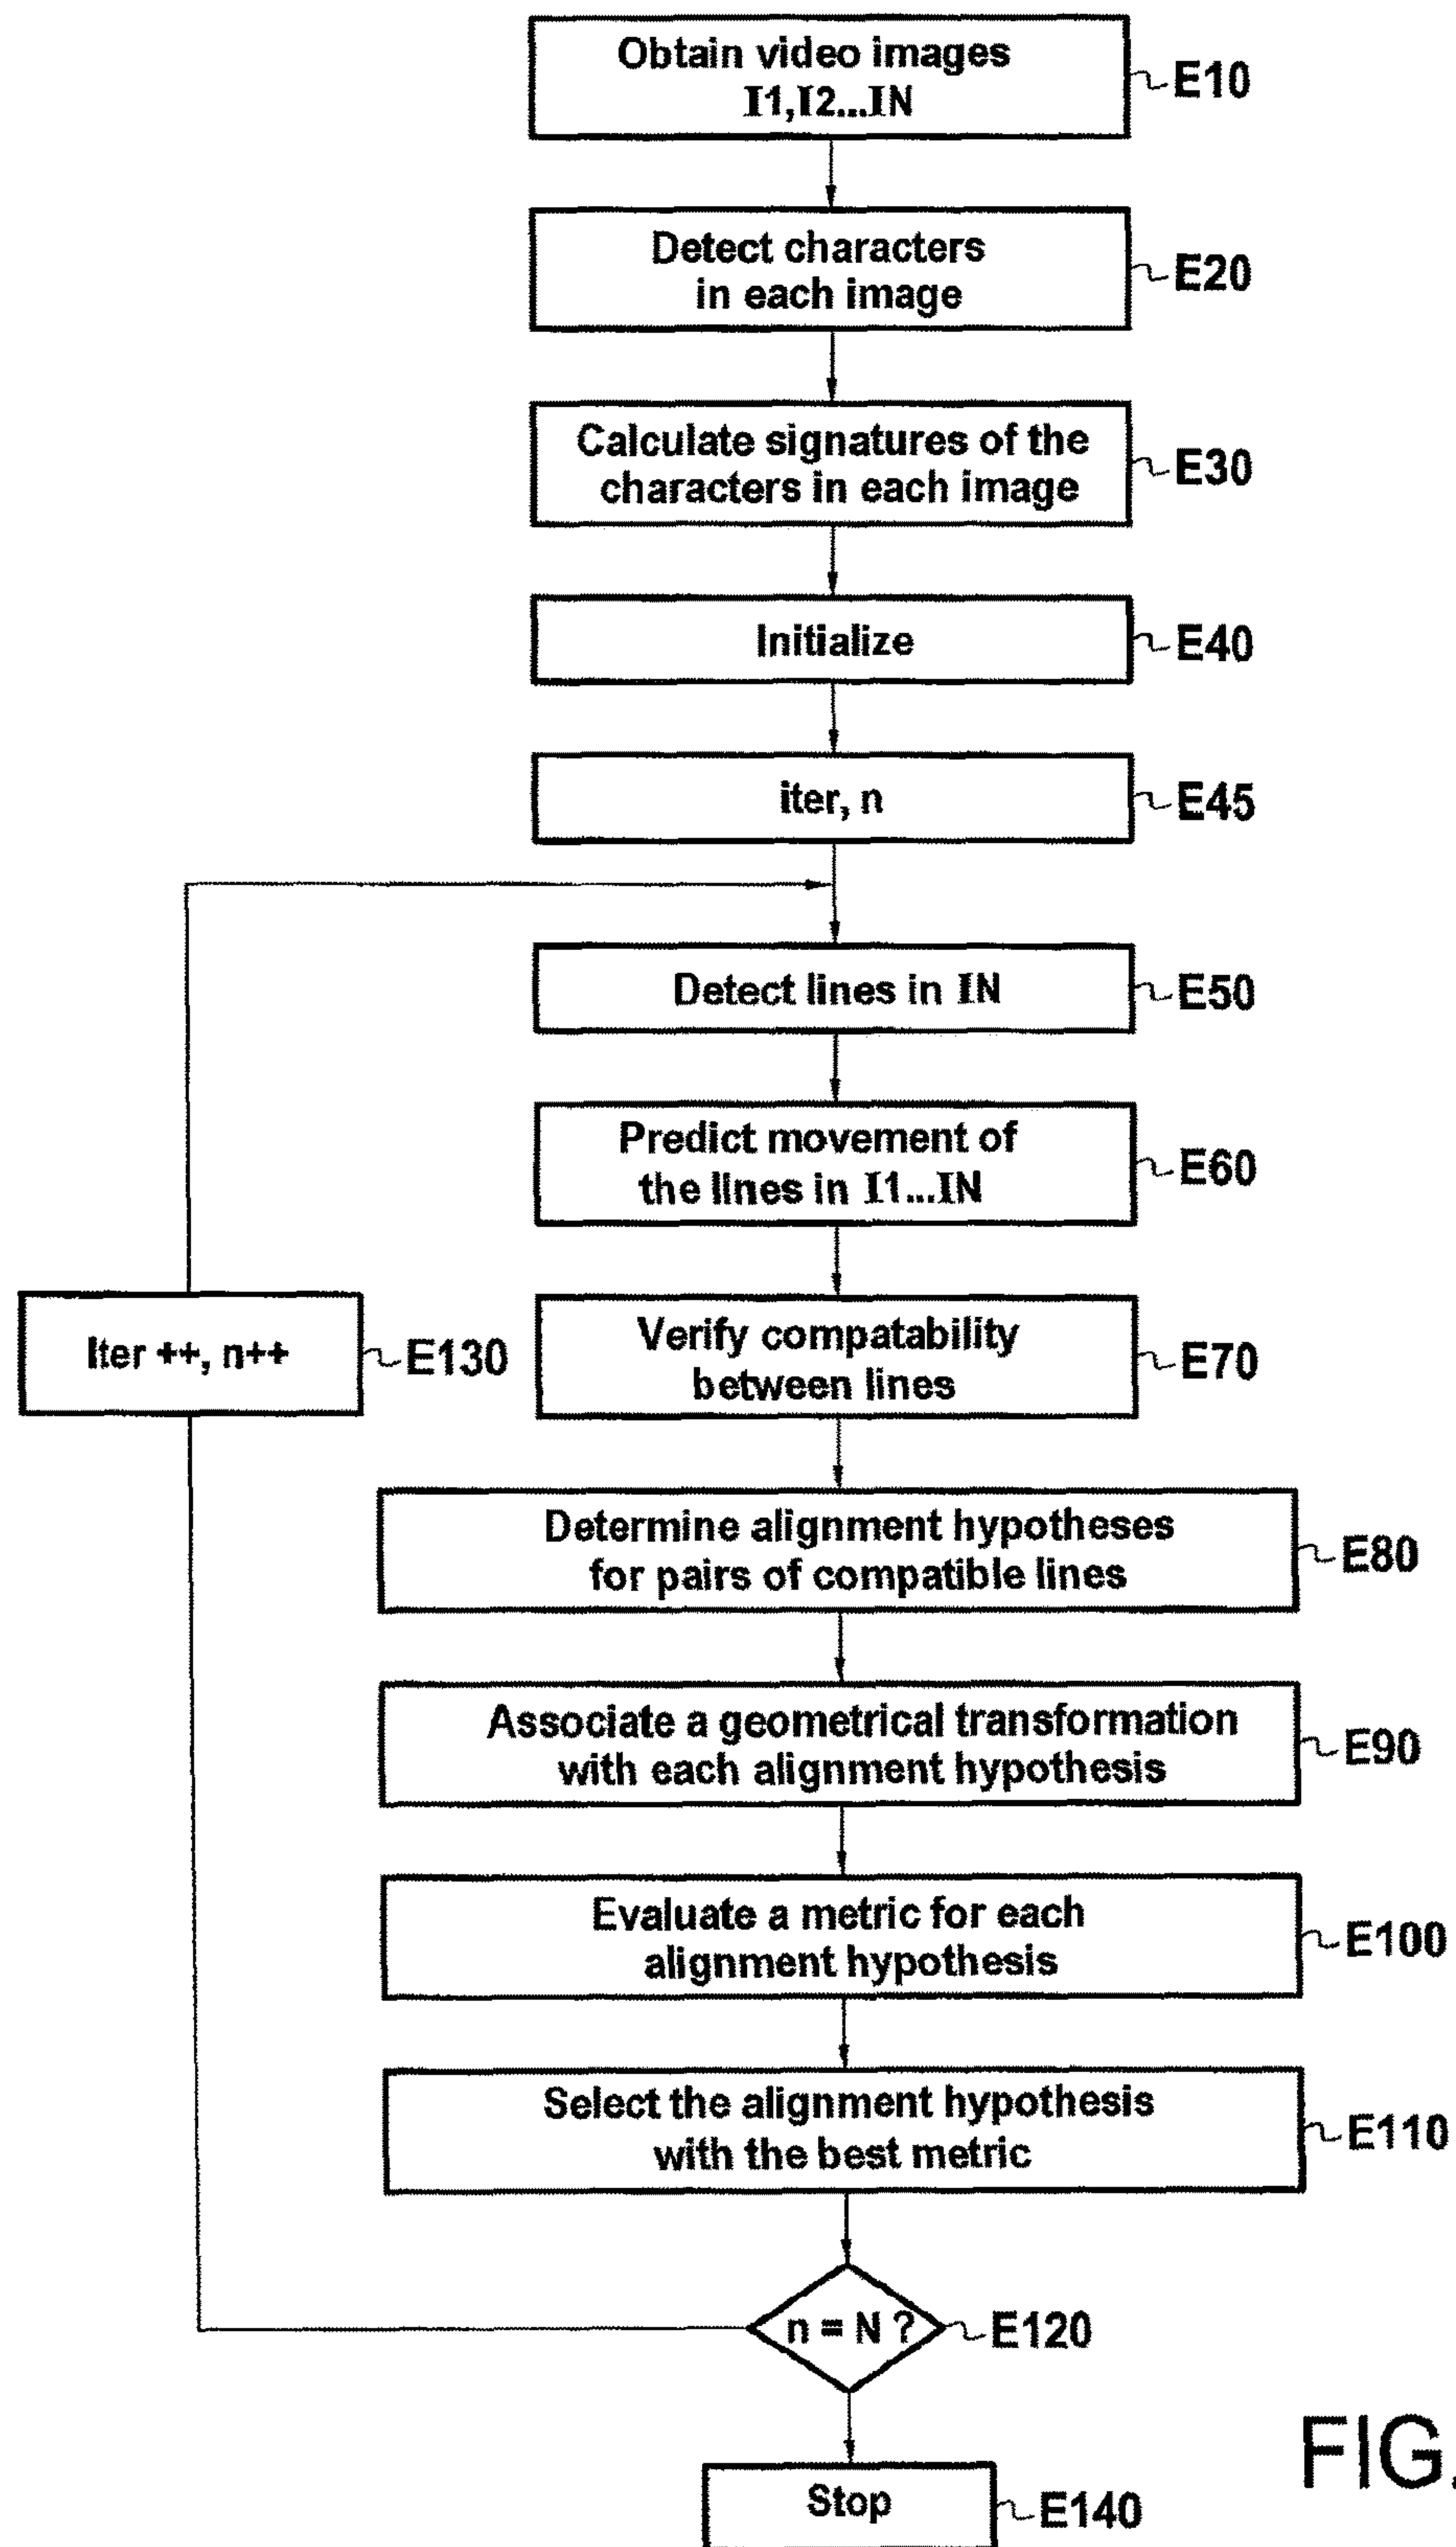 Obtain video images
I1,I2...IN
E10
Detect characters
in each image
E20
Calculate signatures of the
characters in each image
E30
Initialize
E40
iter, n
E45
Detect lines in IN
E50
Predict movement of
the lines in I1...IN
E60
Verify compatability
between lines
E70
Iter ++, n++
E130
Determine alignment hypotheses
for pairs of compatible lines
E80
Associate a geometrical transformation
with each alignment hypothesis
E90
Evaluate a metric for each
alignment hypothesis
E100
Select the alignment hypothesis
with the best metric
E110
n = N ?
E120
Stop
E140
FIG.